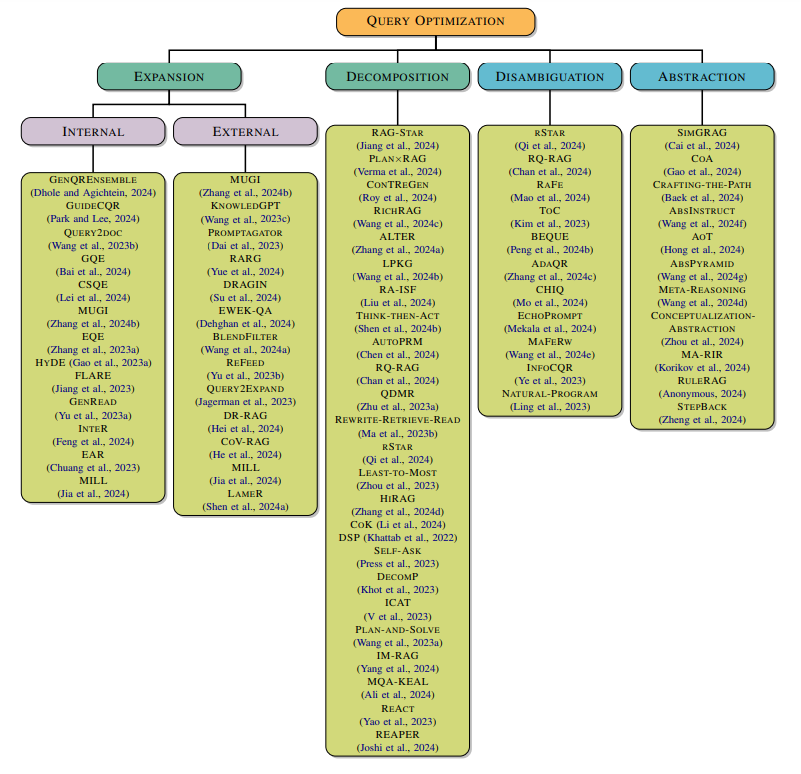 QUERY OPTIMIZATION
EXPANSION
DECOMPOSITION
DISAMBIGUATION
ABSTRACTION
INTERNAL
EXTERNAL
GENQRENSEMBLE
(Dhole and Agichtein, 2024)
GUIDECQR
(Park and Lee, 2024)
QUERY2DOC
(Wang et al., 2023b)
GQE
(Bai et al., 2024)
CSQE
(Lei et al., 2024)
MUGI
(Zhang et al., 2024b)
EQE
(Zhang et al., 2023a)
HYDE (Gao et al., 2023a)
FLARE
(Jiang et al., 2023)
GENREAD
(Yu et al., 2023a)
INTER
(Feng et al., 2024)
EAR
(Chuang et al., 2023)
MILL
(Jia et al., 2024)
MUGI
(Zhang et al., 2024b)
KNOWLEDGPT
(Wang et al., 2023c)
PROMPTAGATOR
(Dai et al., 2023)
RARG
(Yue et al., 2024)
DRAGIN
(Su et al., 2024)
EWEK-QA
(Dehghan et al., 2024)
BLENDFILTER
(Wang et al., 2024a)
REFEED
(Yu et al., 2023b)
QUERY2EXPAND
(Jagerman et al., 2023)
DR-RAG
(Hei et al., 2024)
COV-RAG
(He et al., 2024)
MILL
(Jia et al., 2024)
LAMER
(Shen et al., 2024a)
RAG-STAR
(Jiang et al., 2024)
PLAN×RAG
(Verma et al., 2024)
CONTREGEN
(Roy et al., 2024)
RICHRAG
(Wang et al., 2024c)
ALTER
(Zhang et al., 2024a)
LPKG
(Wang et al., 2024b)
RA-ISF
(Liu et al., 2024)
THINK-THEN-ACT
(Shen et al., 2024b)
AUTOPRM
(Chen et al., 2024)
RQ-RAG
(Chan et al., 2024)
QDMR
(Zhu et al., 2023a)
REWRITE-RETRIEVE-READ
(Ma et al., 2023b)
RSTAR
(Qi et al., 2024)
LEAST-TO-MOST
(Zhou et al., 2023)
HIRAG
(Zhang et al., 2024d)
COK (Li et al., 2024)
DSP (Khattab et al., 2022)
SELF-ASK
(Press et al., 2023)
DECOMP
(Khot et al., 2023)
ICAT
(V et al., 2023)
PLAN-AND-SOLVE
(Wang et al., 2023a)
IM-RAG
(Yang et al., 2024)
MQA-KEAL
(Ali et al., 2024)
REACT
(Yao et al., 2023)
REAPER
(Joshi et al., 2024)
RSTAR
(Qi et al., 2024)
RQ-RAG
(Chan et al., 2024)
RAFE
(Mao et al., 2024)
TOC
(Kim et al., 2023)
BEQUE
(Peng et al., 2024b)
ADAQR
(Zhang et al., 2024c)
CHIQ
(Mo et al., 2024)
ECHOPROMPT
(Mekala et al., 2024)
MAFERW
(Wang et al., 2024e)
INFOCQR
(Ye et al., 2023)
NATURAL-PROGRAM
(Ling et al., 2023)
SIMGRAG
(Cai et al., 2024)
COA
(Gao et al., 2024)
CRAFTING-THE-PATH
(Baek et al., 2024)
ABSINSTRUCT
(Wang et al., 2024f)
AOT
(Hong et al., 2024)
ABSPYRAMID
(Wang et al., 2024g)
META-REASONING
(Wang et al., 2024d)
CONCEPTUALIZATION-
ABSTRACTION
(Zhou et al., 2024)
MA-RIR
(Korikov et al., 2024)
RULERAG
(Anonymous, 2024)
STEPBACK
(Zheng et al., 2024)